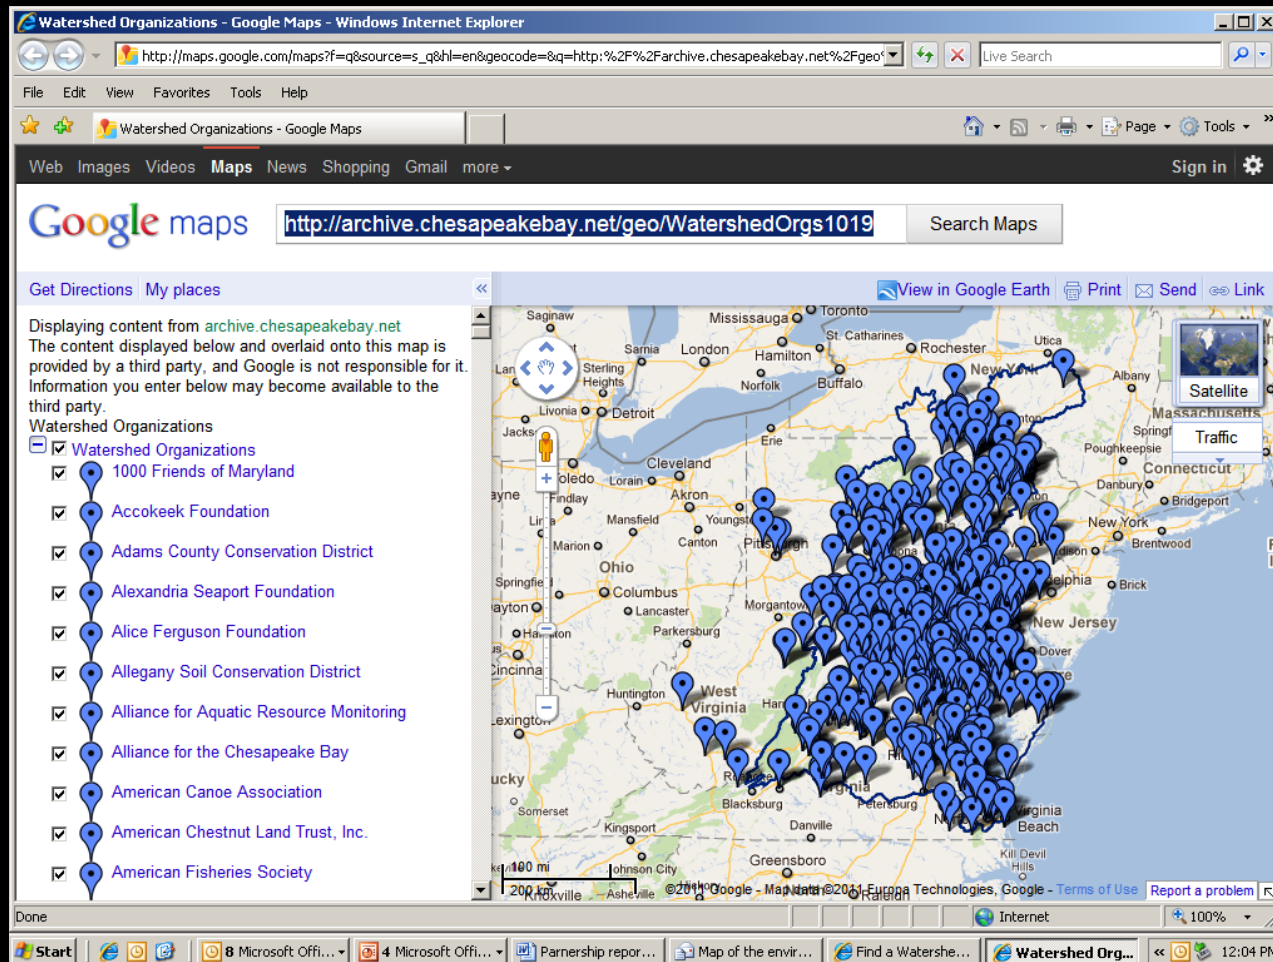 Watershed Organizations - Google Maps - Windows Internet Explorer
http://maps.google.com/maps?f=q&source=s_q&hl=en&geocode=&q=http:%2F%2Farchive.chesapeakebay.net%2Fgeo
Live Search
File Edit View Favorites Tools Help
Watershed Organizations - Google Maps
Page Tools »
Web Images Videos Maps News Shopping Gmail more
Sign in
Google maps
http://archive.chesapeakebay.net/geo/WatershedOrgs1019
Search Maps
Get Directions My places «
View in Google Earth Print Send Link
Displaying content from archive.chesapeakebay.net
The content displayed below and overlaid onto this map is
provided by a third party, and Google is not responsible for it.
Information you enter below may become available to the
third party.
Watershed Organizations
Watershed Organizations
1000 Friends of Maryland
Accokeek Foundation
Adams County Conservation District
Alexandria Seaport Foundation
Alice Ferguson Foundation
Allegany Soil Conservation District
Alliance for Aquatic Resource Monitoring
Alliance for the Chesapeake Bay
American Canoe Association
American Chestnut Land Trust, Inc.
American Fisheries Society
Saginaw
Mississauga
Toronto
St. Catharines
Rochester
Utica
Sarnia
London
Hamilton
Sterling
Heights
Norfolk
Buffalo
New York
Albany
Satellite
Livonia
Detroit
Massachusetts
Traffic
Erie
Poughkeepsie
Connecticut
Cleveland
Lorain
Akron
Danbury
Bridgeport
Findlay
Mansfield
Canton
New York
Marion
Brentwood
Ohio
Columbus
Brick
Lancaster
New Jersey
Parkersburg
Dover
Huntington
West
Virginia
Blacksburg
Petersburg
Somerset
Danville
Virginia
Beach
Kingsport
Greensboro
Kill Devil
Hills
100 mi
Johnson City
200 km
Knoxville
Asheville
Raleigh
©2011 Google - Map data ©2011 Europa Technologies, Google - Terms of Use
Report a problem
Done
Internet
100%
Start
8 Microsoft Offi...
4 Microsoft Offi...
Parnership repor...
Map of the envir...
Find a Watershe...
Watershed Org...
«
12:04 PM